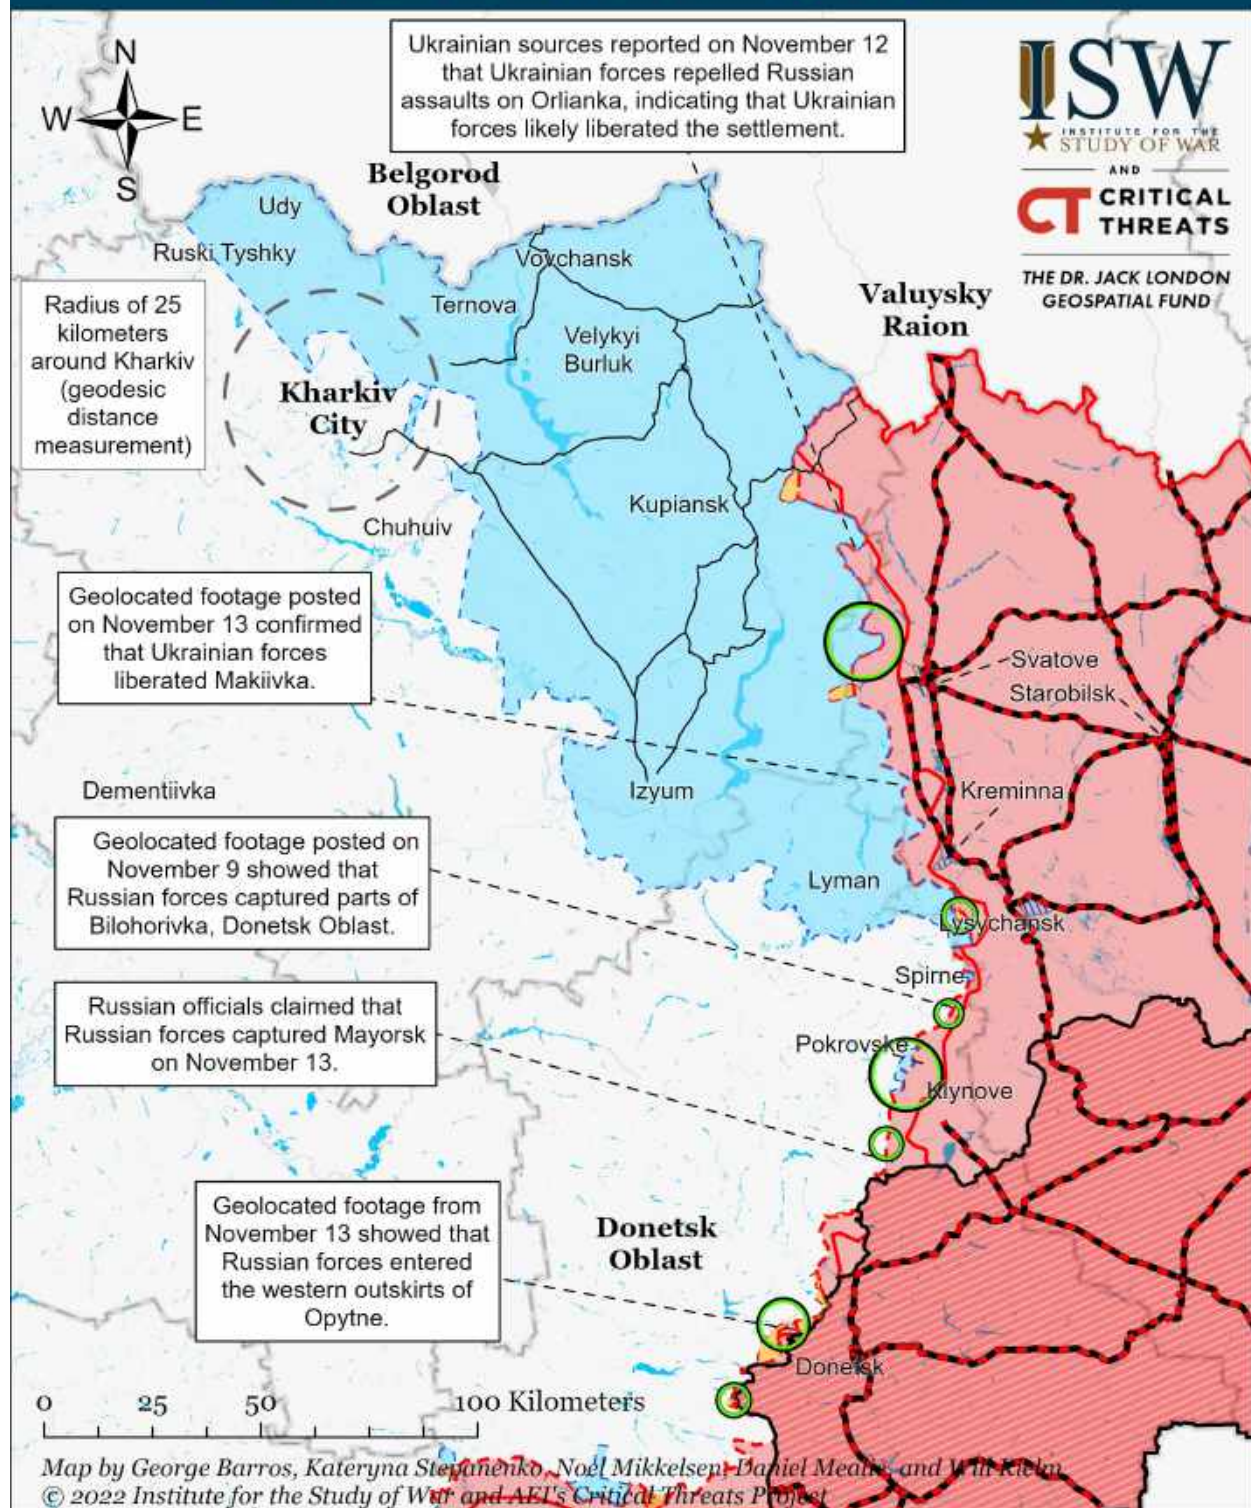 N
W
E
S
Ukrainian sources reported on November 12
that Ukrainian forces repelled Russian
assaults on Orlianka, indicating that Ukrainian
forces likely liberated the settlement.
ISW
INSTITUTE FOR THE
STUDY OF WAR
AND
CT CRITICAL
THREATS
THE DR. JACK LONDON
GEOSPATIAL FUND
Belgorod
Oblast
Udy
Ruski Tyshky
Vovchansk
Ternova
Velykyi
Burluk
Valuysky
Raion
Radius of 25
kilometers
around Kharkiv
(geodesic
distance
measurement)
Kharkiv
City
Kupiansk
Chuhuiv
Geolocated footage posted
on November 13 confirmed
that Ukrainian forces
liberated Makiivka.
Svatove
Starobilsk
Dementiivka
Izyum
Kreminna
Geolocated footage posted on
November 9 showed that
Russian forces captured parts of
Bilohorivka, Donetsk Oblast.
Lyman
Lysychansk
Spirne
Russian officials claimed that
Russian forces captured Mayorsk
on November 13.
Pokrovske
Klynove
Geolocated footage from
November 13 showed that
Russian forces entered
the western outskirts of
Opytne.
Donetsk
Oblast
Donetsk
0 25 50 100 Kilometers
Map by George Barros, Kateryna Stepanenko, Noel Mikkelsen, Daniel Mealie, and Will Kielm
© 2022 Institute for the Study of War and AEI's Critical Threats Project